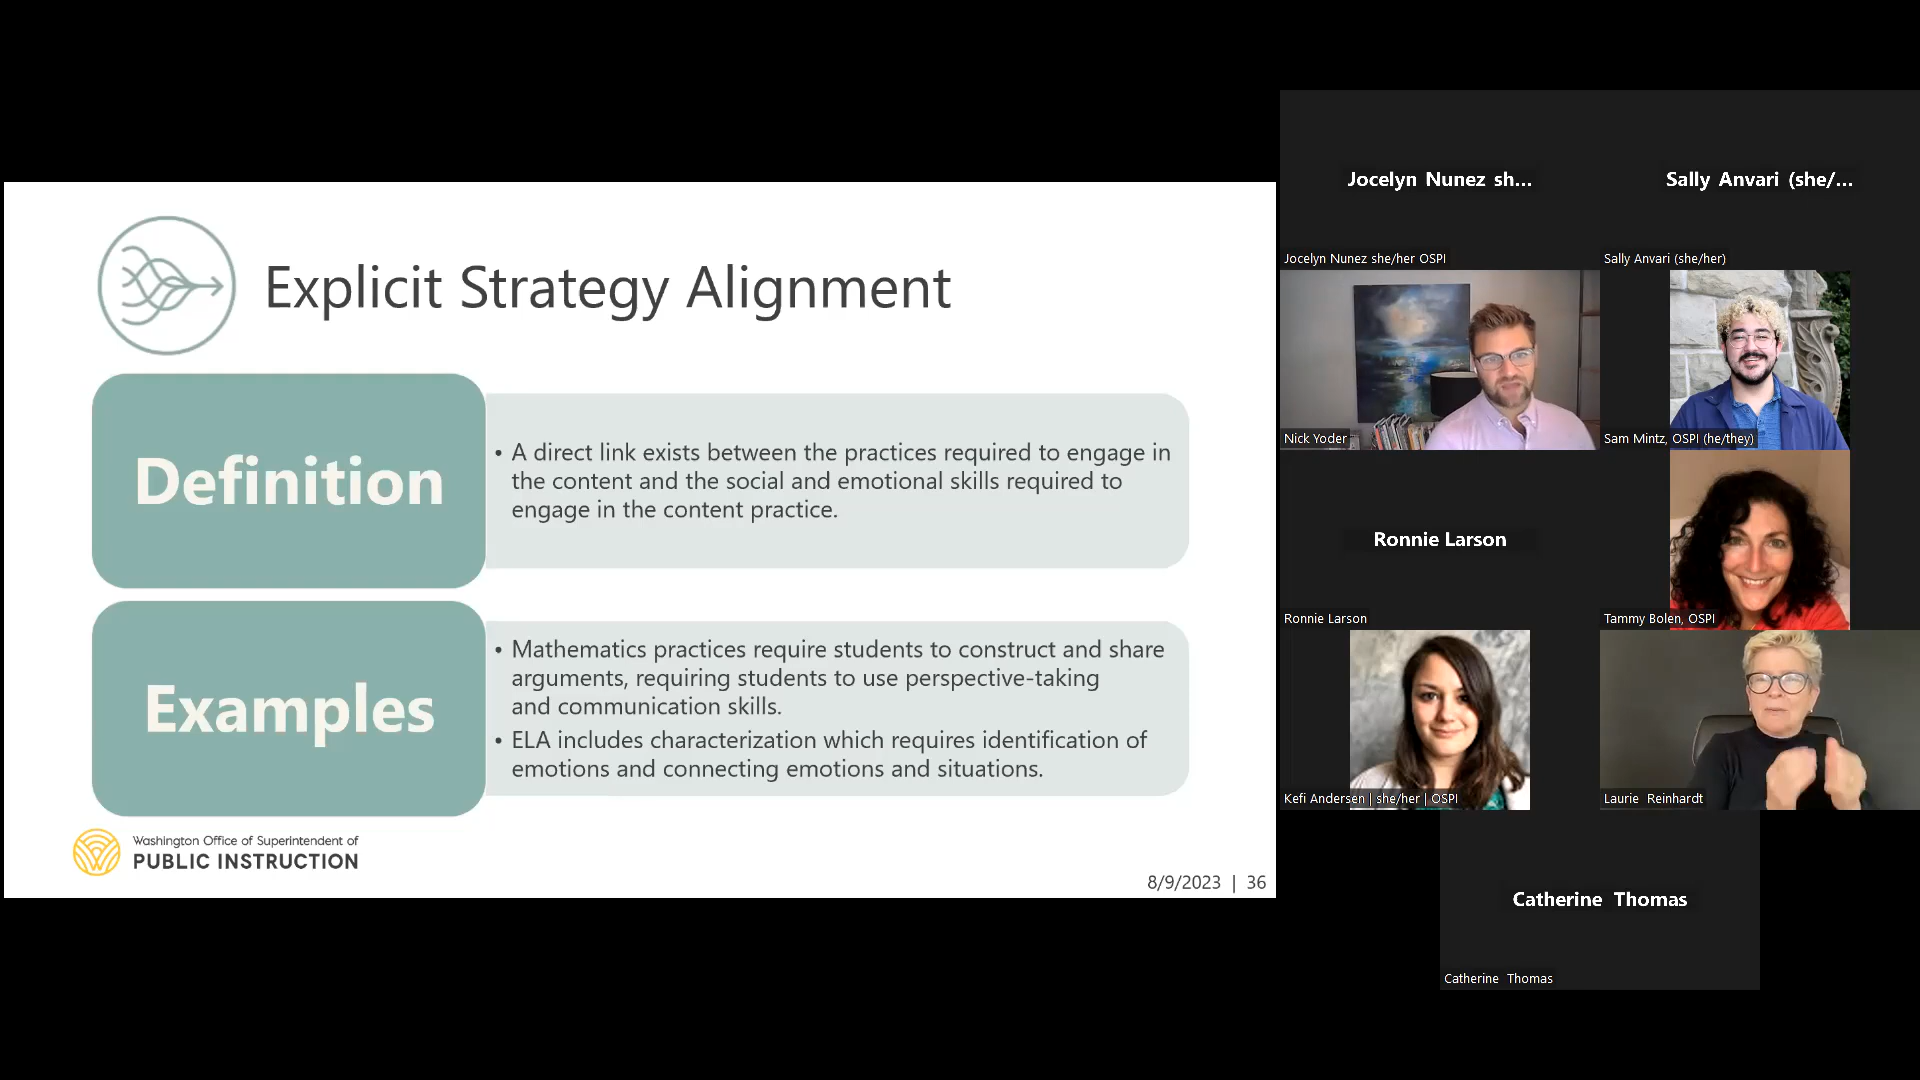 Explicit Strategy Alignment
Definition
• A direct link exists between the practices required to engage in
the content and the social and emotional skills required to
engage in the content practice.
Examples
• Mathematics practices require students to construct and share
arguments, requiring students to use perspective-taking
and communication skills.
• ELA includes characterization which requires identification of
emotions and connecting emotions and situations.
Washington Office of Superintendent of
PUBLIC INSTRUCTION
8/9/2023 | 36
Jocelyn Nunez sh...
Jocelyn Nunez she/her OSPI
Sally Anvari (she/...
Sally Anvari (she/her)
Nick Yoder
Sam Mintz, OSPI (he/they)
Ronnie Larson
Ronnie Larson
Tammy Bolen, OSPI
Kefi Andersen | she/her | OSPI
Laurie Reinhardt
Catherine Thomas
Catherine Thomas